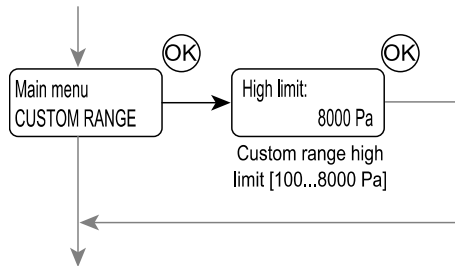 OK
OK
Main menu
CUSTOM RANGE
High limit:
8000 Pa
Custom range high
limit [100...8000 Pa]